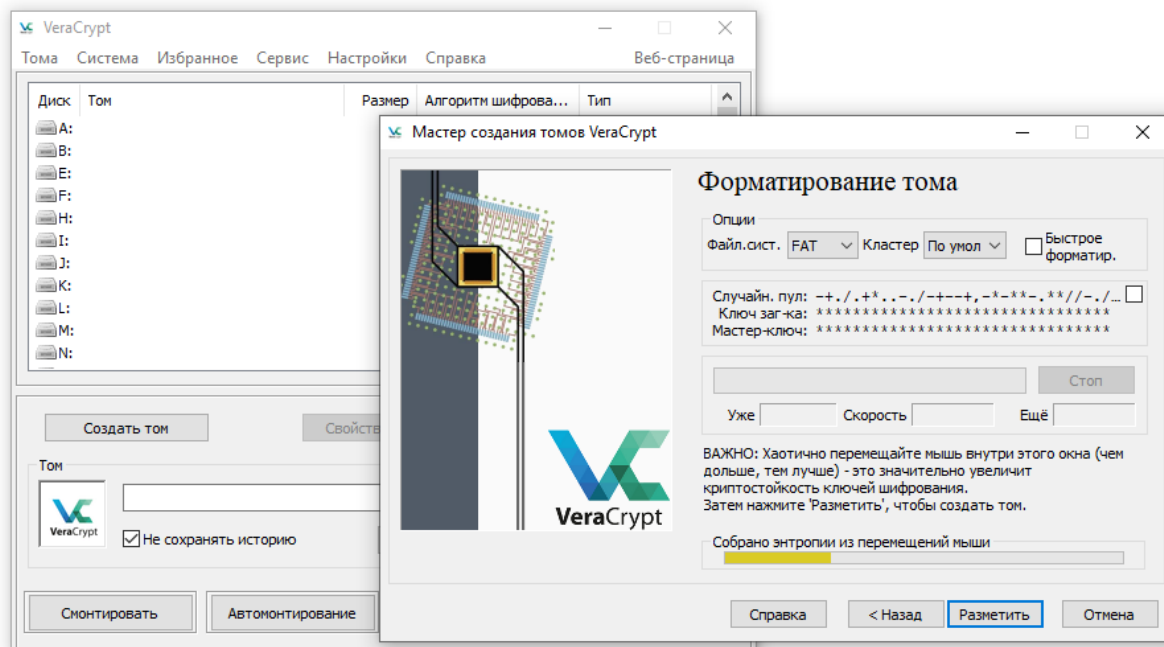 VeraCrypt
Тома Система Избранное Сервис Настройки Справка Веб-страница
Диск Том Размер Алгоритм шифрова... Тип
A:
B:
E:
F:
H:
I:
J:
K:
L:
M:
N:
Создать том
Том
VeraCrypt
Не сохранять историю
Смонтировать Автомонтирование
Мастер создания томов VeraCrypt
VeraCrypt
Форматирование тома
Опции
Файл.сист. FAT Кластер По умол Быстрое
форматир.
Случайн. пул: -+./.+*..-./-+--+,-*-**-.**//-./...
Ключ заг-ка: ********************************
Мастер-ключ: ********************************
Стоп
Уже Скорость Ещё
ВАЖНО: Хаотично перемещайте мышь внутри этого окна (чем
дольше, тем лучше) - это значительно увеличит
криптостойкость ключей шифрования.
Затем нажмите 'Разметить', чтобы создать том.
Собрано энтропии из перемещений мыши
Справка < Назад Разметить Отмена